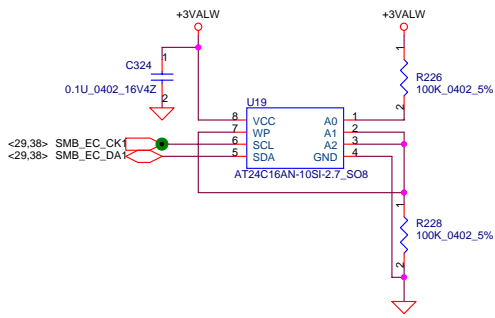 +3VALW
+3VALW
C324
1
0.1U_0402_16V4Z
2
1
R226
100K_0402_5%
2
U19
8 VCC A0 1
7 WP A1 2
6 SCL A2 3
5 SDA GND 4
AT24C16AN-10SI-2.7_SO8
<29,38> SMB_EC_CK1
<29,38> SMB_EC_DA1
1
R228
100K_0402_5%
2